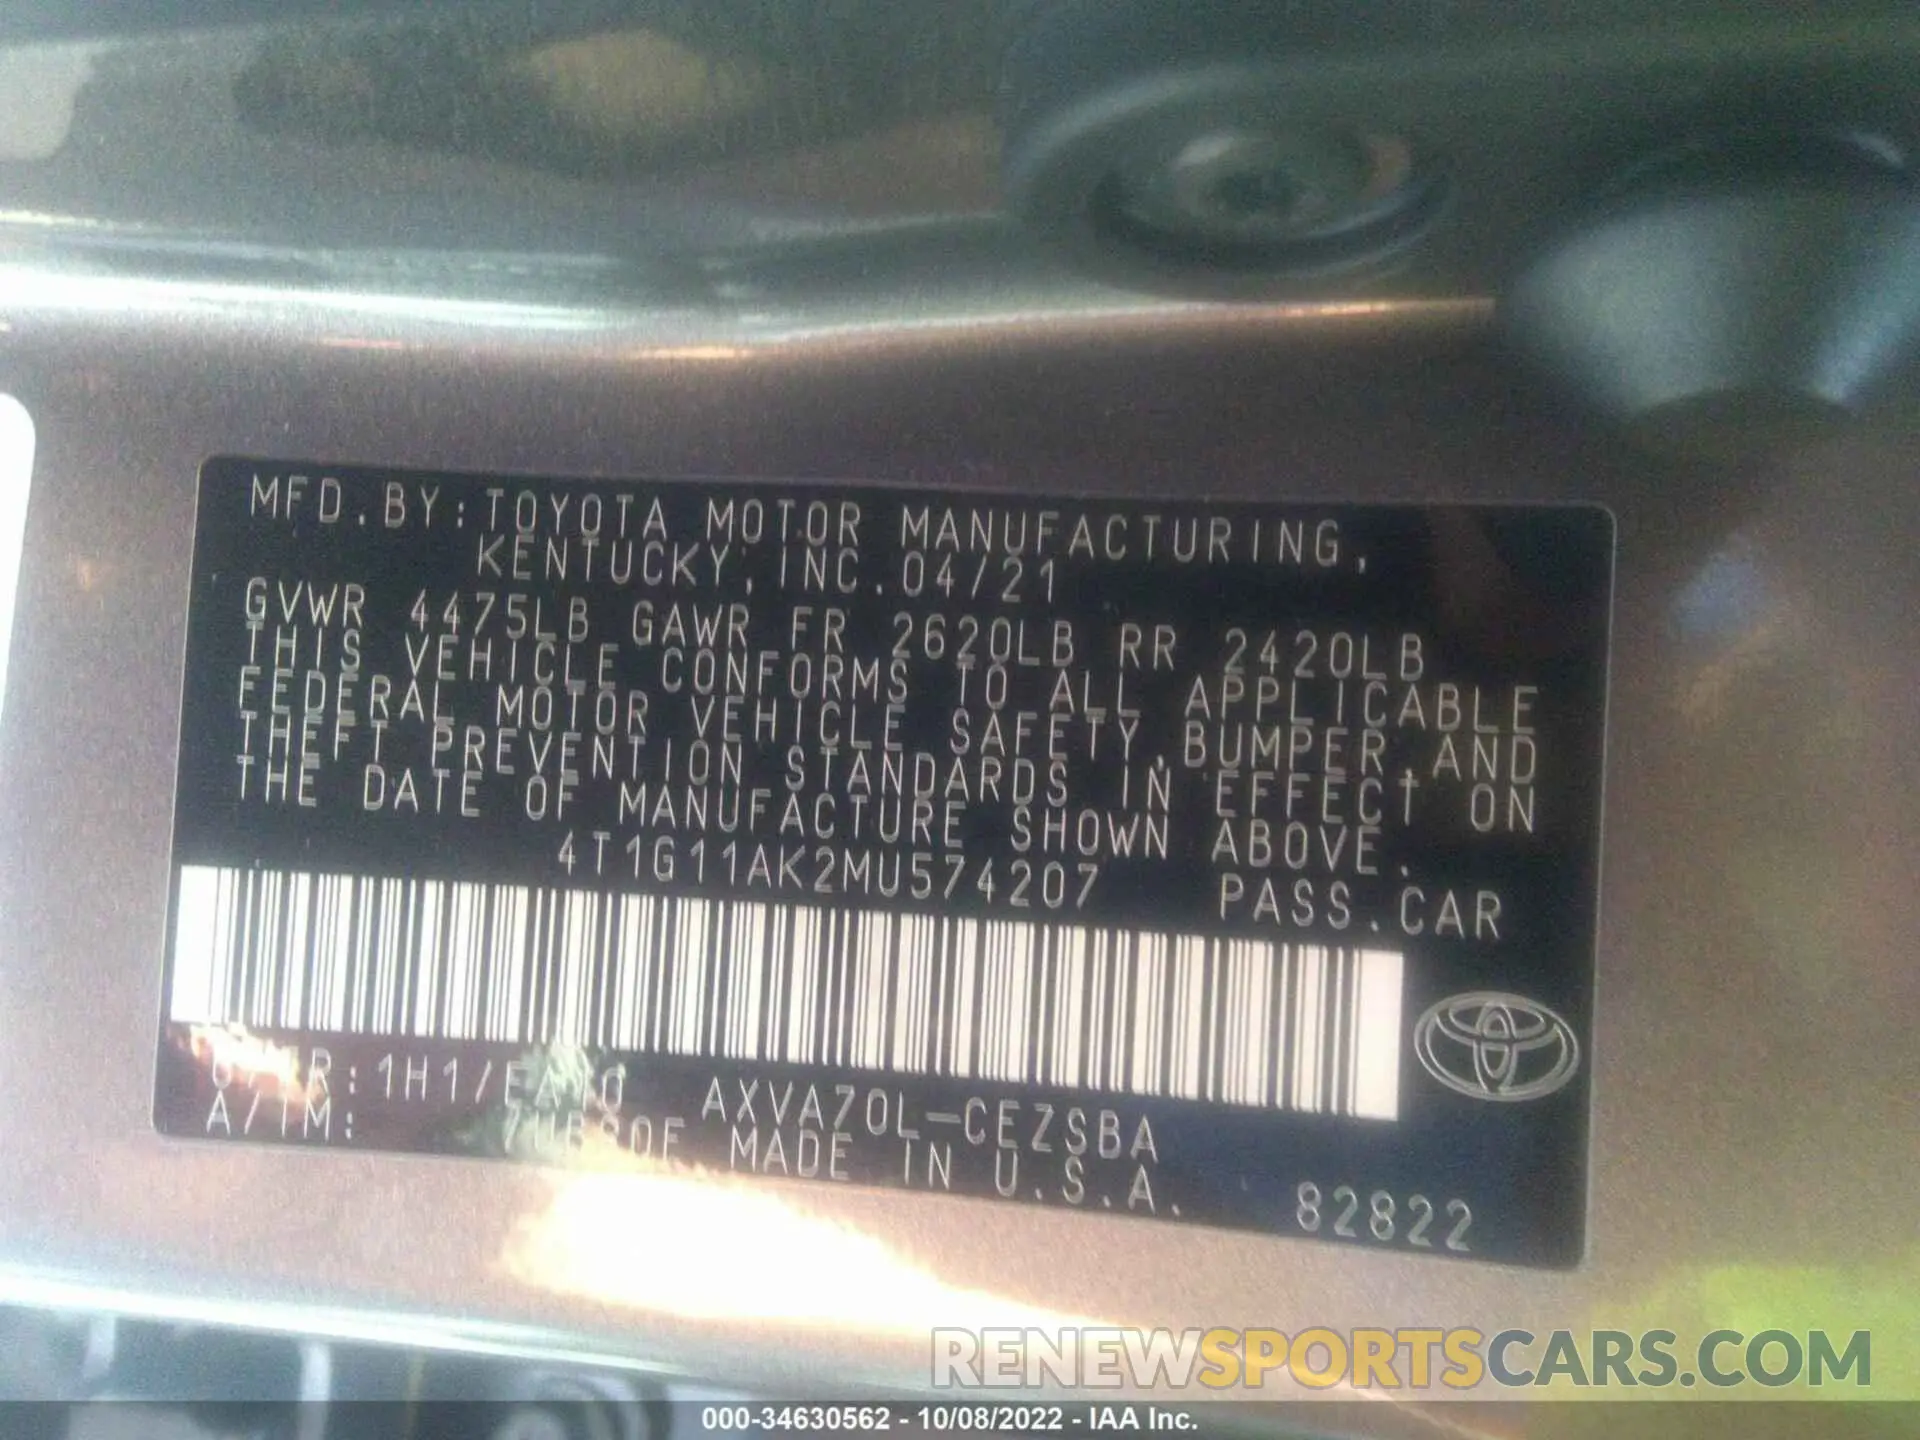 MFD.BY:TOYOTA MOTOR MANUFACTURING,
KENTUCKY,INC.04/21
GVWR 4475LB GAWR FR 2620LB RR 2420LB
THIS VEHICLE CONFORMS TO ALL APPLICABLE
FEDERAL MOTOR VEHICLE SAFETY,BUMPER,AND
THEFT PREVENTION STANDARDS IN EFFECT ON
THE DATE OF MANUFACTURE SHOWN ABOVE.
4T1G11AK2MU574207 PASS.CAR
AXVA70L-CEZSBA
A/TM: MADE IN U.S.A.
82822
RENEWSPORTSCARS.COM
000-34630562 - 10/08/2022 - IAA Inc.